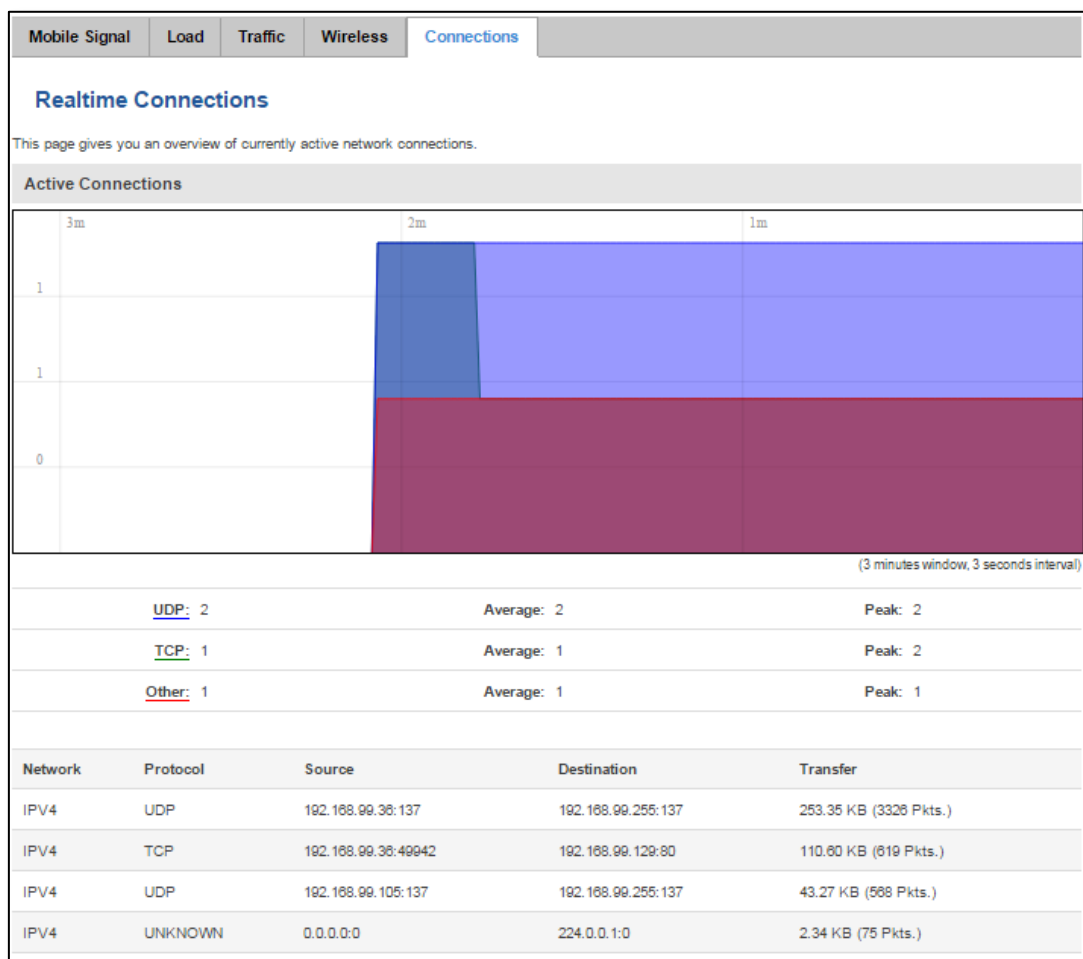 Mobile Signal Load Traffic Wireless Connections
Realtime Connections
This page gives you an overview of currently active network connections.
Active Connections
3m 2m 1m
1
1
0
(3 minutes window, 3 seconds interval)
UDP: 2 Average: 2 Peak: 2
TCP: 1 Average: 1 Peak: 2
Other: 1 Average: 1 Peak: 1
Network Protocol Source Destination Transfer
IPV4 UDP 192.168.99.36:137 192.168.99.255:137 253.35 KB (3326 Pkts.)
IPV4 TCP 192.168.99.36:49942 192.168.99.129:80 110.60 KB (619 Pkts.)
IPV4 UDP 192.168.99.105:137 192.168.99.255:137 43.27 KB (568 Pkts.)
IPV4 UNKNOWN 0.0.0.0:0 224.0.0.1:0 2.34 KB (75 Pkts.)